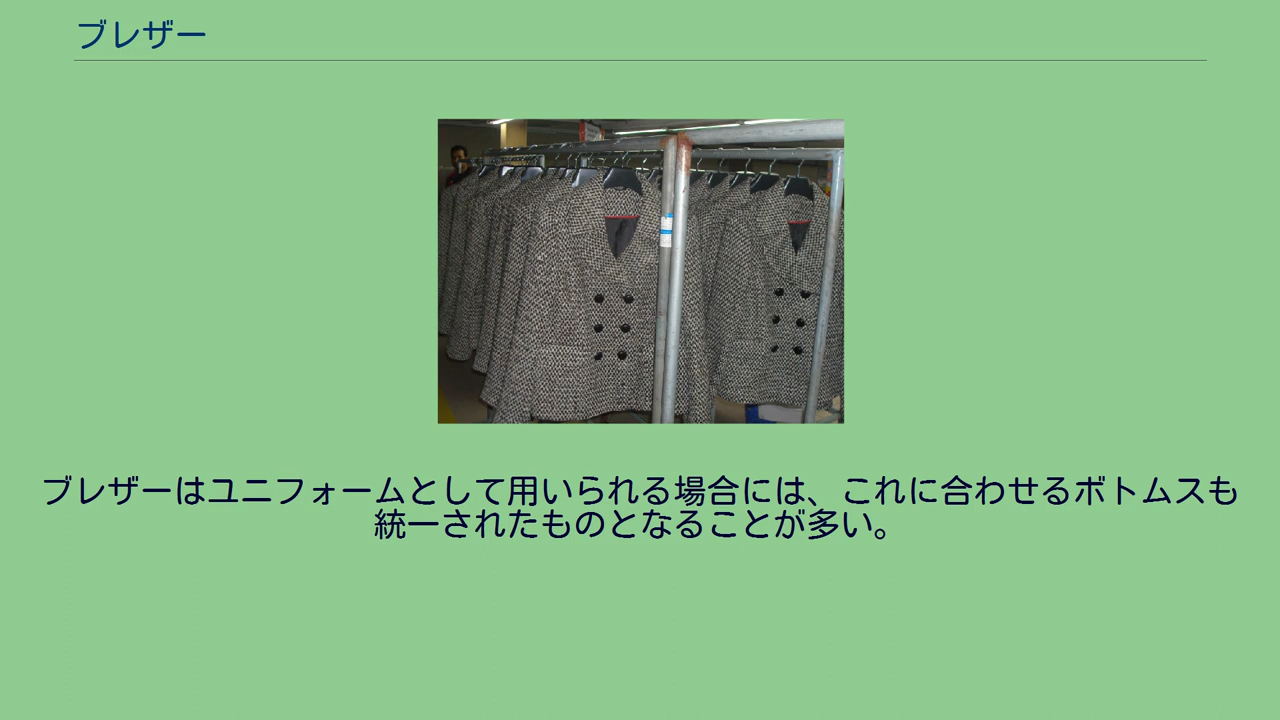 ブレザー
ブレザーはユニフォームとして用いられる場合には、これに合わせるボトムスも
統一されたものとなることが多い。